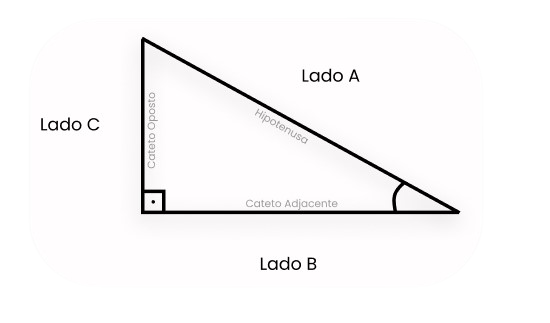 Lado A
Lado C
Cateto Oposto
Hipotenusa
Cateto Adjacente
Lado B